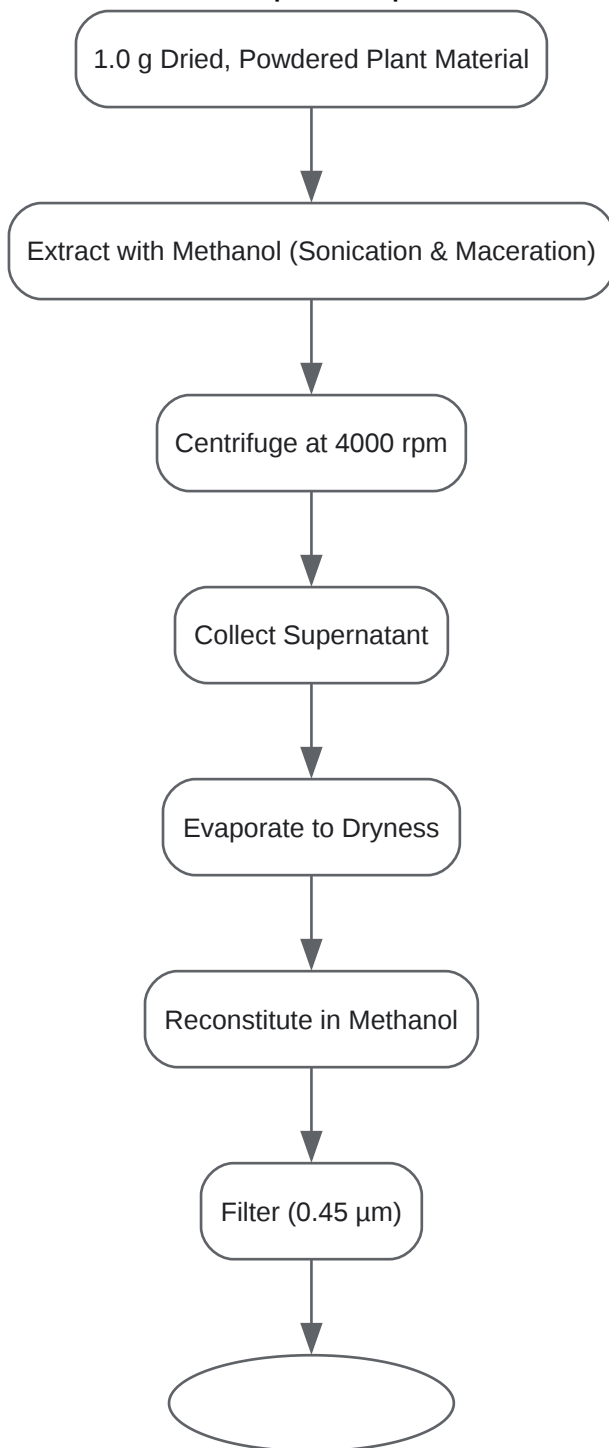 1.0 g Dried, Powdered Plant Material
Extract with Methanol (Sonication & Maceration)
Centrifuge at 4000 rpm
Collect Supernatant
Evaporate to Dryness
Reconstitute in Methanol
Filter (0.45 µm)